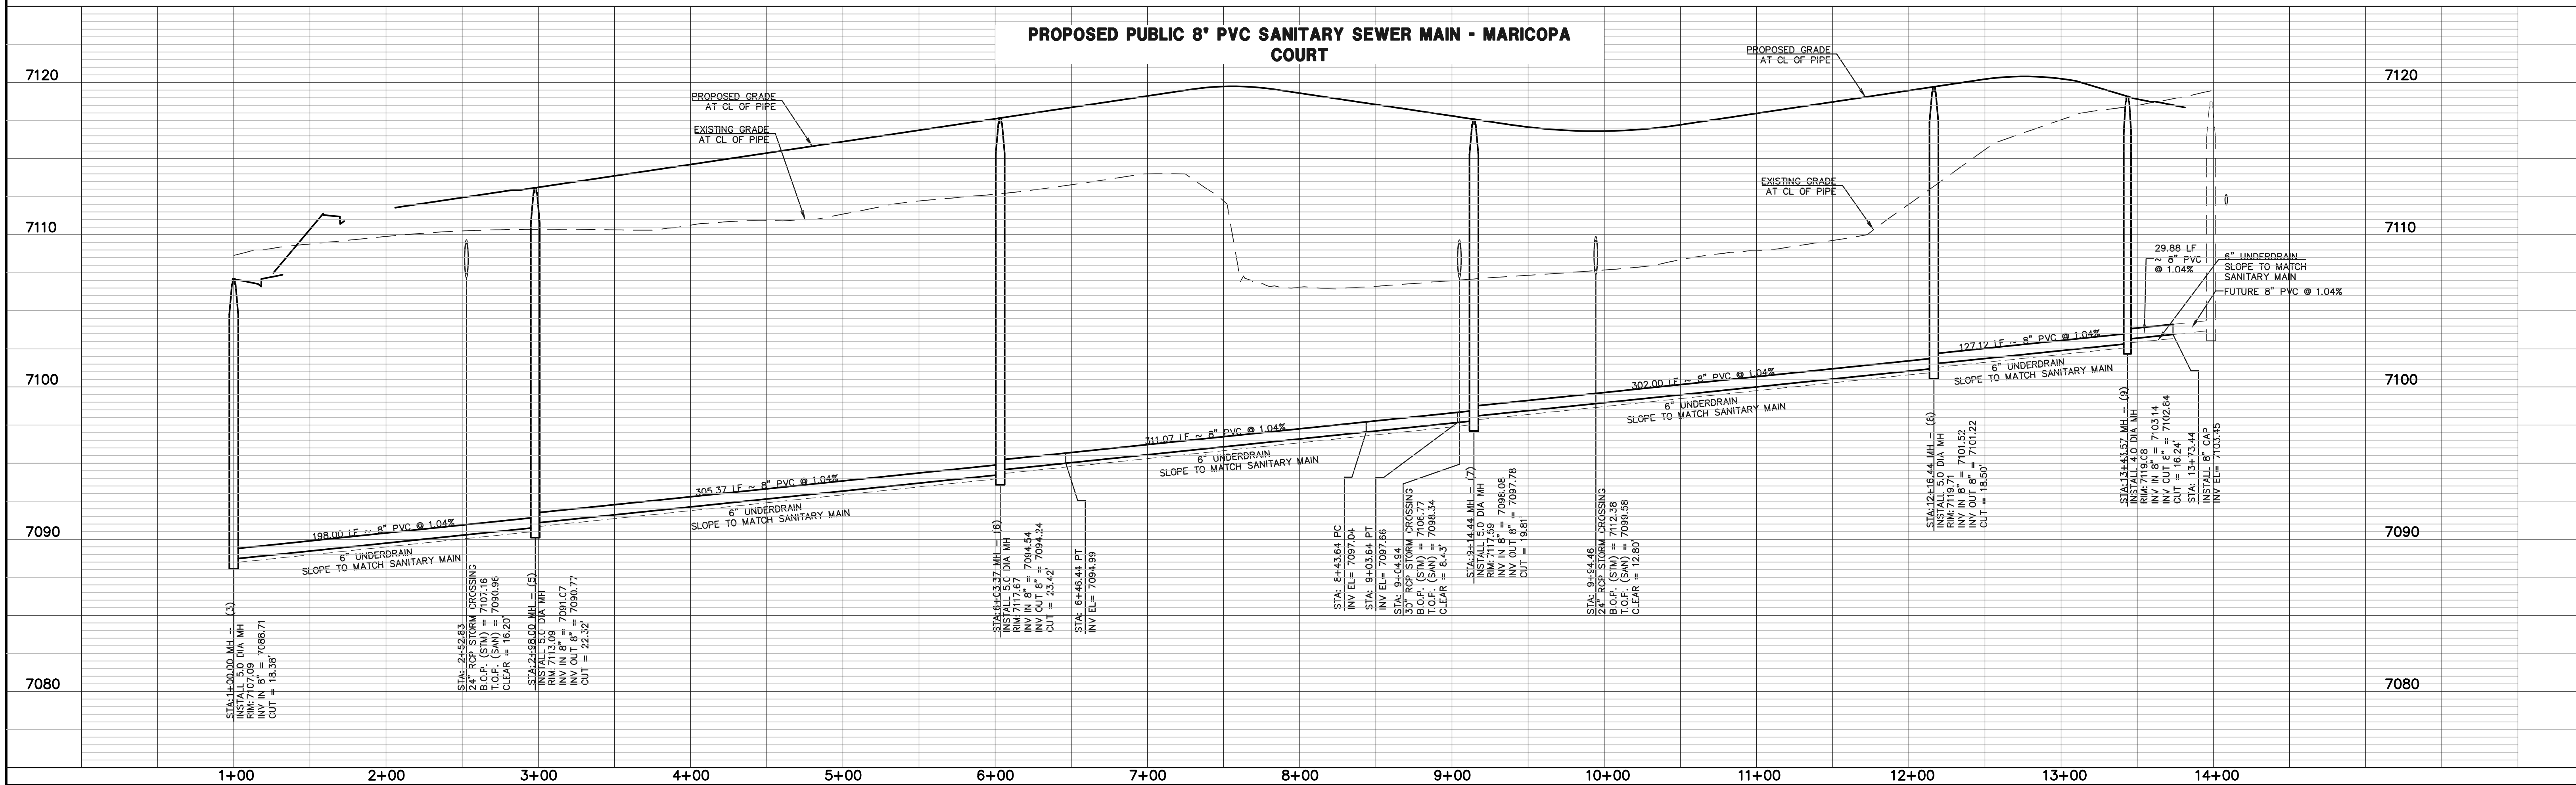 PROPOSED PUBLIC 8" PVC SANITARY SEWER MAIN - MARICOPA
COURT
7120
7110
7100
7090
7080
7120
7110
7100
7090
7080
PROPOSED GRADE
AT CL OF PIPE
EXISTING GRADE
AT CL OF PIPE
PROPOSED GRADE
AT CL OF PIPE
EXISTING GRADE
AT CL OF PIPE
198.00 LF ~ 8" PVC @ 1.04%
6" UNDERDRAIN
SLOPE TO MATCH SANITARY MAIN
305.37 LF ~ 8" PVC @ 1.04%
6" UNDERDRAIN
SLOPE TO MATCH SANITARY MAIN
311.07 LF ~ 8" PVC @ 1.04%
6" UNDERDRAIN
SLOPE TO MATCH SANITARY MAIN
302.00 LF ~ 8" PVC @ 1.04%
6" UNDERDRAIN
SLOPE TO MATCH SANITARY MAIN
127.12 LF ~ 8" PVC @ 1.04%
6" UNDERDRAIN
SLOPE TO MATCH SANITARY MAIN
29.88 LF
~ 8" PVC
@ 1.04%
6" UNDERDRAIN
SLOPE TO MATCH
SANITARY MAIN
FUTURE 8" PVC @ 1.04%
STA:1+00.00 MH - (3)
INSTALL 5.0 DIA MH
RIM:7107.09
INV IN 8" = 7088.71
CUT = 18.38'
STA: 2+52.83
24" RCP STORM CROSSING
B.O.P. (STM) = 7107.16
T.O.P. (SAN) = 7090.96
CLEAR = 16.20'
STA:2+98.00 MH - (5)
INSTALL 5.0 DIA MH
RIM:7113.09
INV IN 8" = 7091.07
INV OUT 8" = 7090.77
CUT = 22.32'
STA:6+03.37 MH - (6)
INSTALL 5.0 DIA MH
RIM:7117.67
INV IN 8" = 7094.54
INV OUT 8" = 7094.24
CUT = 23.42'
STA: 6+46.44 PT
INV EL= 7094.99
STA: 8+43.64 PC
INV EL= 7097.04
STA: 9+03.64 PT
INV EL= 7097.66
STA: 9+04.94
30" RCP STORM CROSSING
B.O.P. (STM) = 7106.77
T.O.P. (SAN) = 7098.34
CLEAR = 8.43'
STA:9+14.44 MH - (7)
INSTALL 5.0 DIA MH
RIM:7117.59
INV IN 8" = 7098.08
INV OUT 8" = 7097.78
CUT = 19.81'
STA: 9+94.46
24" RCP STORM CROSSING
B.O.P. (STM) = 7112.38
T.O.P. (SAN) = 7099.58
CLEAR = 12.80'
STA:12+16.44 MH - (8)
INSTALL 5.0 DIA MH
RIM:7119.71
INV IN 8" = 7101.52
INV OUT 8" = 7101.22
CUT = 18.50'
STA:13+43.57 MH - (9)
INSTALL 4.0 DIA MH
RIM:7119.08
INV IN 8" = 7103.14
INV OUT 8" = 7102.84
CUT = 16.24'
STA: 13+73.44
INSTALL 8" CAP
INV EL= 7103.45
1+00
2+00
3+00
4+00
5+00
6+00
7+00
8+00
9+00
10+00
11+00
12+00
13+00
14+00